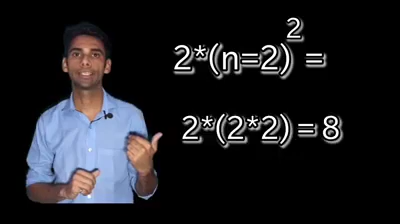 2*(n=2)² =
2*(2*2) = 8